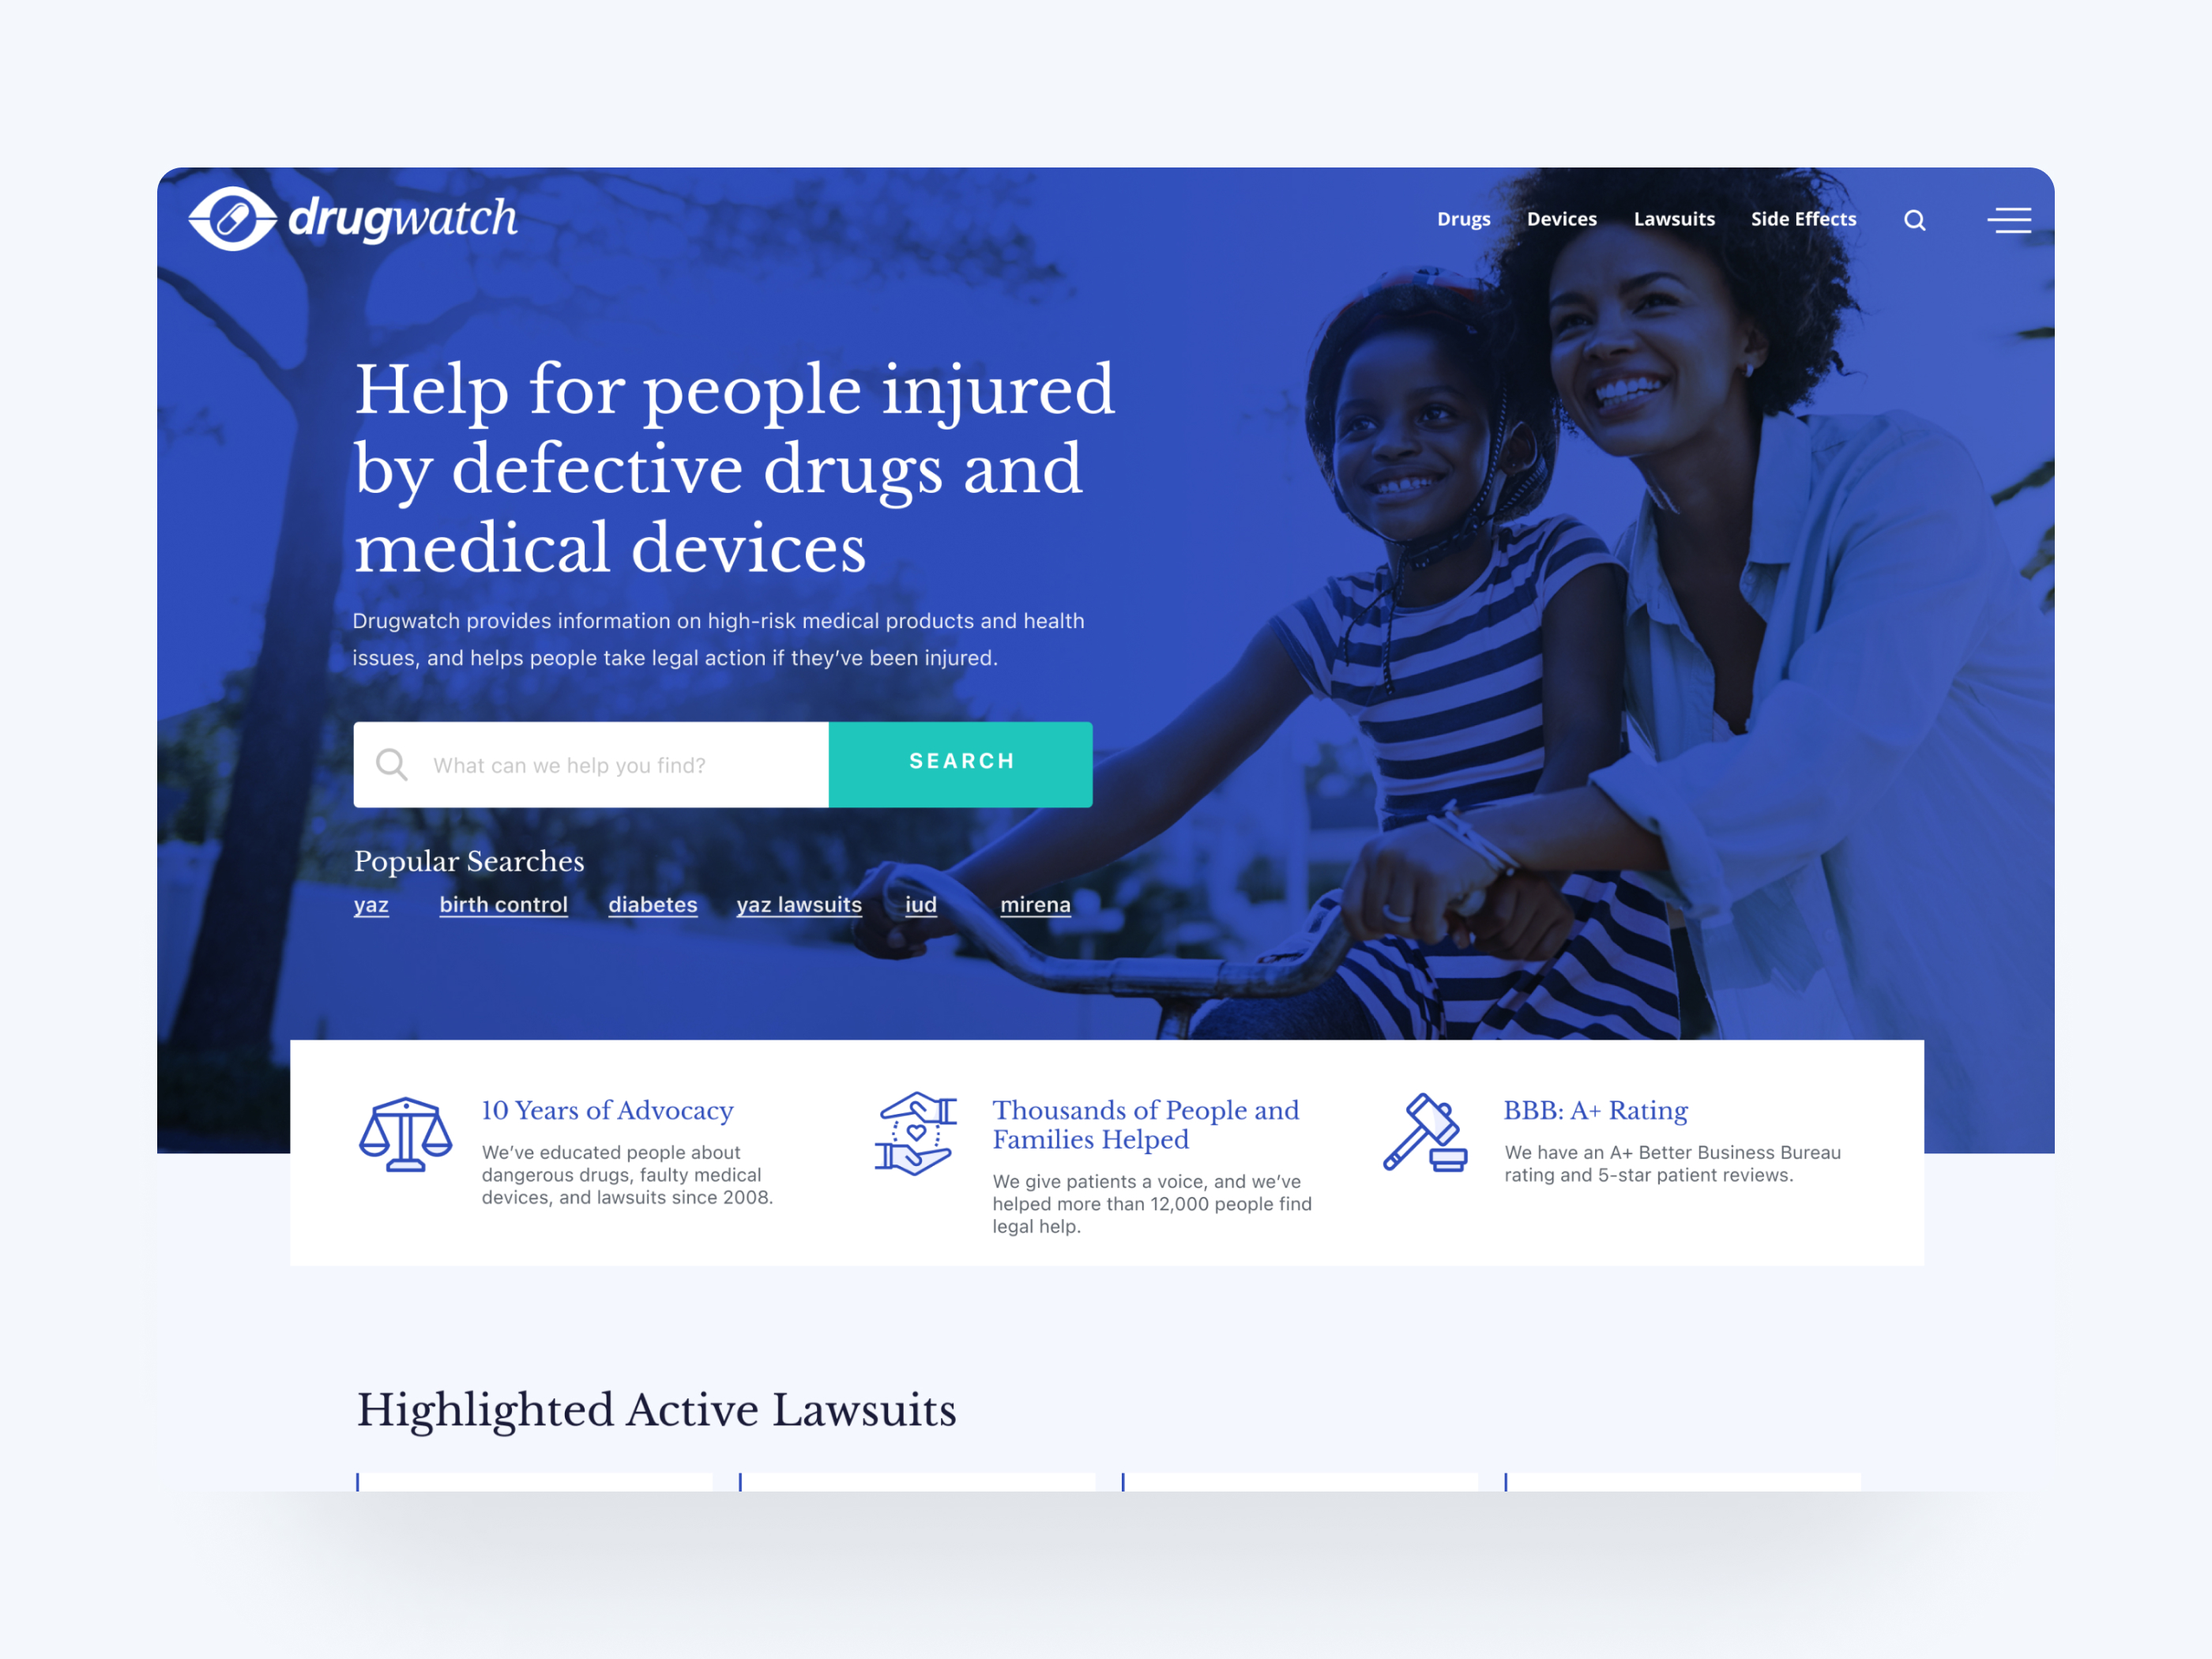 drugwatch
Drugs Devices Lawsuits Side Effects
Help for people injured
by defective drugs and
medical devices
Drugwatch provides information on high-risk medical products and health
issues, and helps people take legal action if they’ve been injured.
What can we help you find?
SEARCH
Popular Searches
yaz birth control diabetes yaz lawsuits iud mirena
10 Years of Advocacy
We’ve educated people about
dangerous drugs, faulty medical
devices, and lawsuits since 2008.
Thousands of People and
Families Helped
We give patients a voice, and we’ve
helped more than 12,000 people find
legal help.
BBB: A+ Rating
We have an A+ Better Business Bureau
rating and 5-star patient reviews.
Highlighted Active Lawsuits